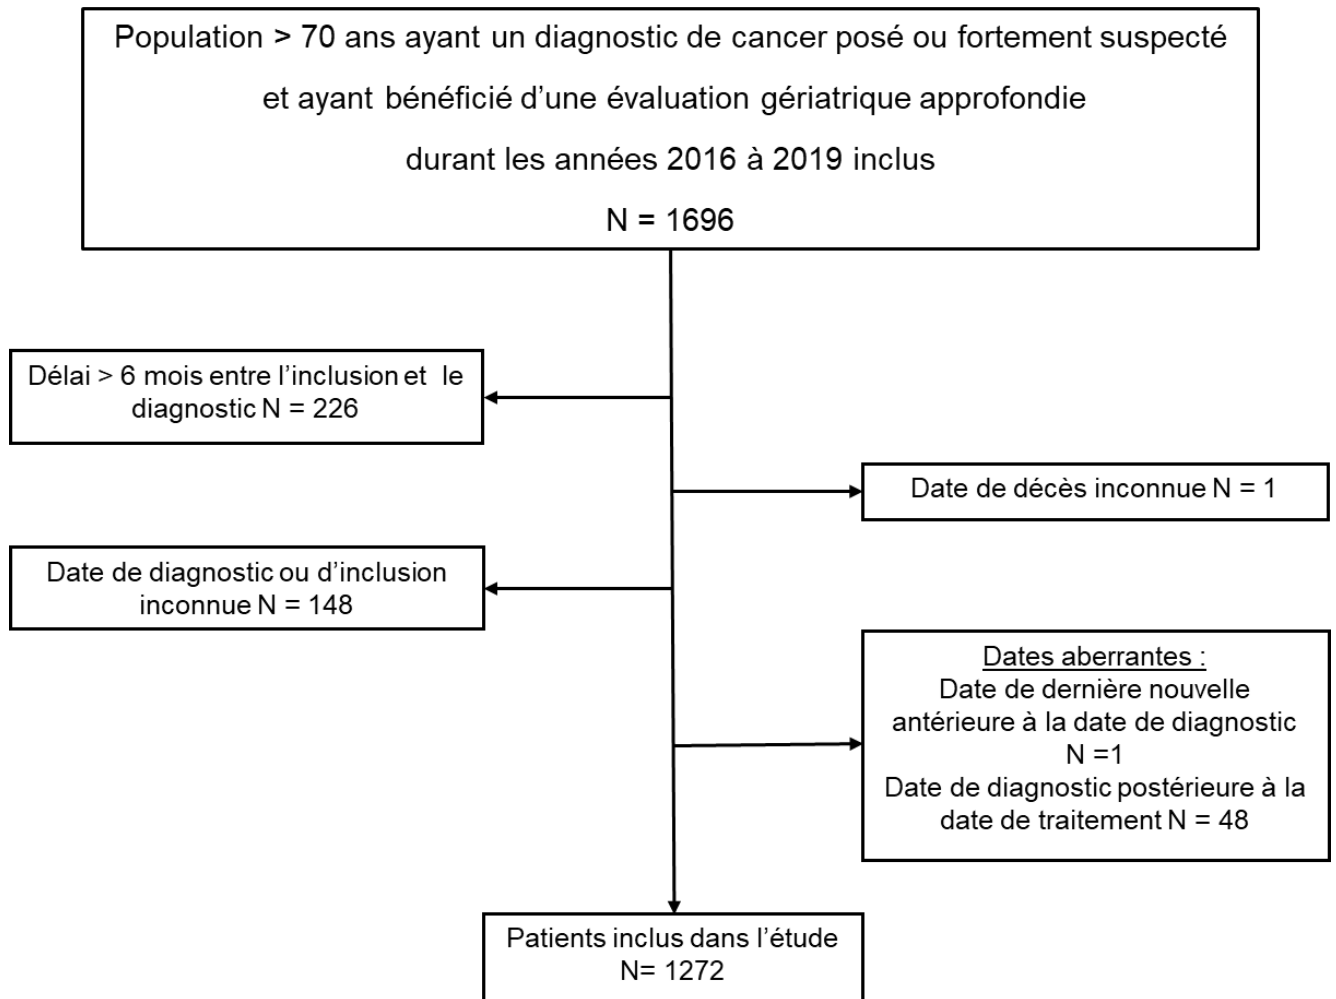 Population > 70 ans ayant un diagnostic de cancer posé ou fortement suspecté
et ayant bénéficié d’une évaluation gériatrique approfondie
durant les années 2016 à 2019 inclus
N = 1696
Délai > 6 mois entre l’inclusion et le
diagnostic N = 226
Date de décès inconnue N = 1
Date de diagnostic ou d’inclusion
inconnue N = 148
Dates aberrantes :
Date de dernière nouvelle
antérieure à la date de diagnostic
N =1
Date de diagnostic postérieure à la
date de traitement N = 48
Patients inclus dans l’étude
N= 1272